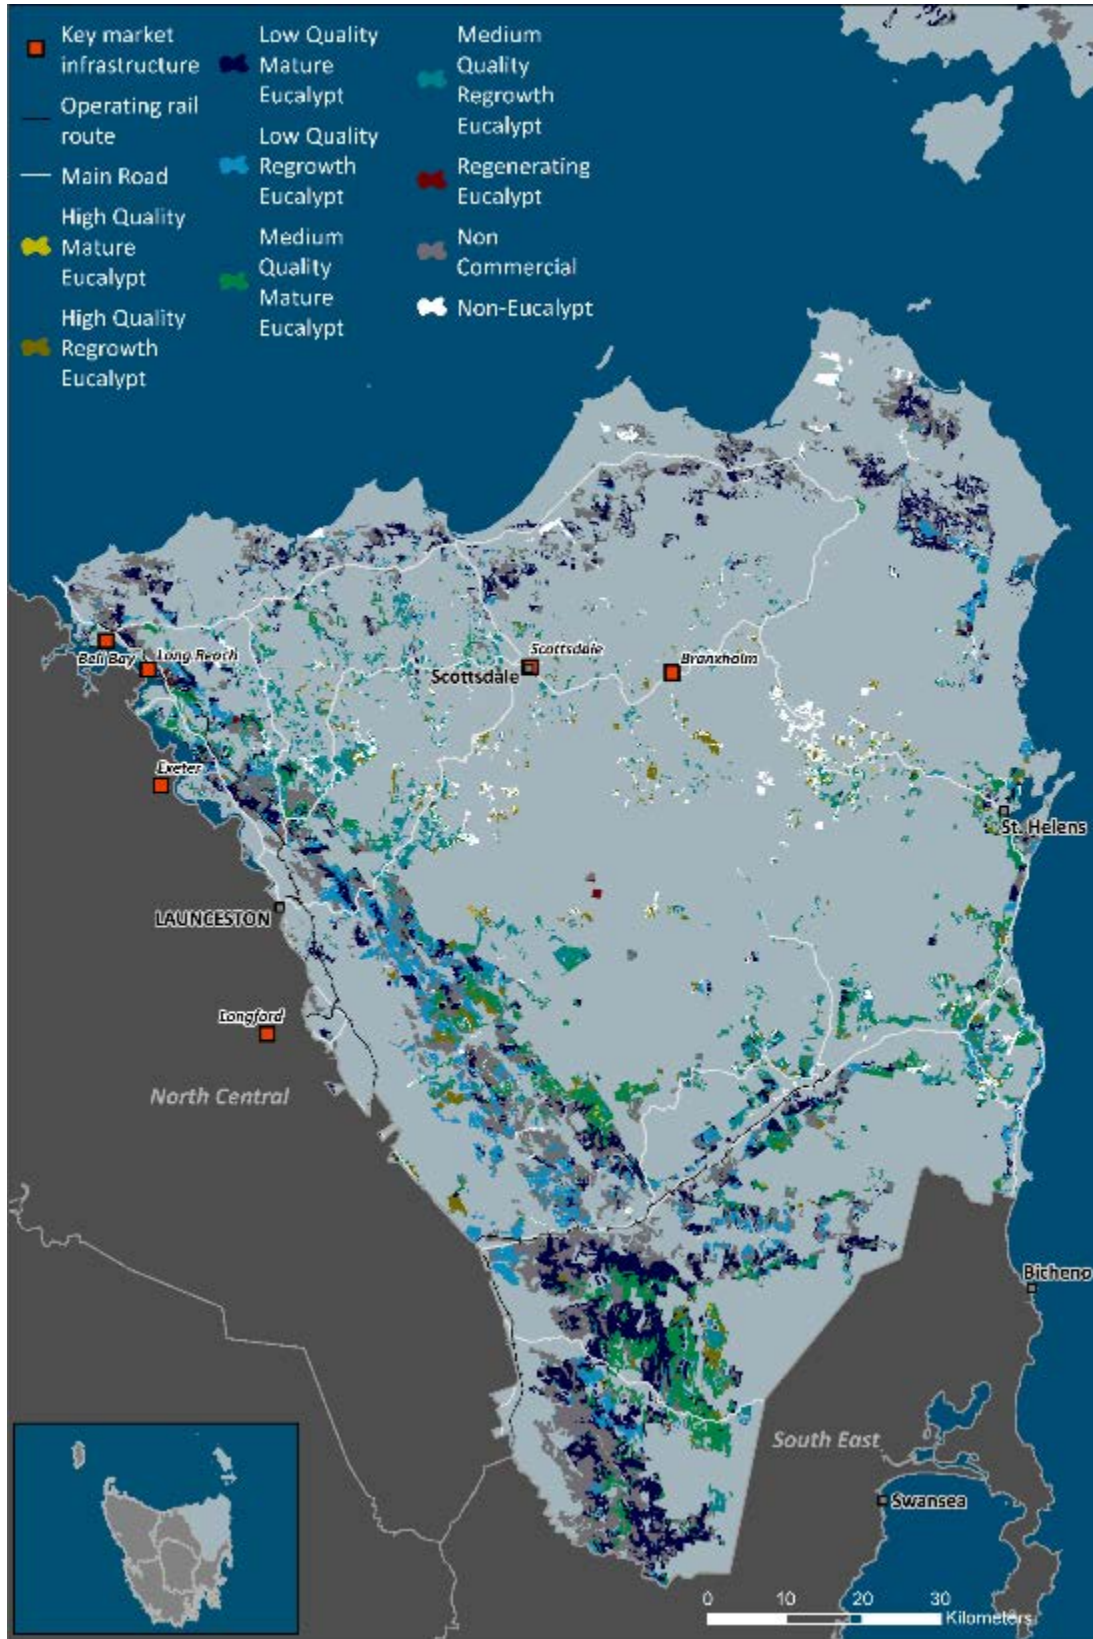 Key market
infrastructure
Operating rail
route
Main Road
High Quality
Mature
Eucalypt
High Quality
Regrowth
Eucalypt
Low Quality
Mature
Eucalypt
Low Quality
Regrowth
Eucalypt
Medium
Quality
Mature
Eucalypt
Medium
Quality
Regrowth
Eucalypt
Regenerating
Eucalypt
Non
Commercial
Non-Eucalypt
Bell Bay
Long Reach
Scottsdale
Scottsdale
Branxholm
Exeter
St. Helens
LAUNCESTON
Longford
North Central
Bicheno
South East
Swansea
0 10 20 30
Kilometers